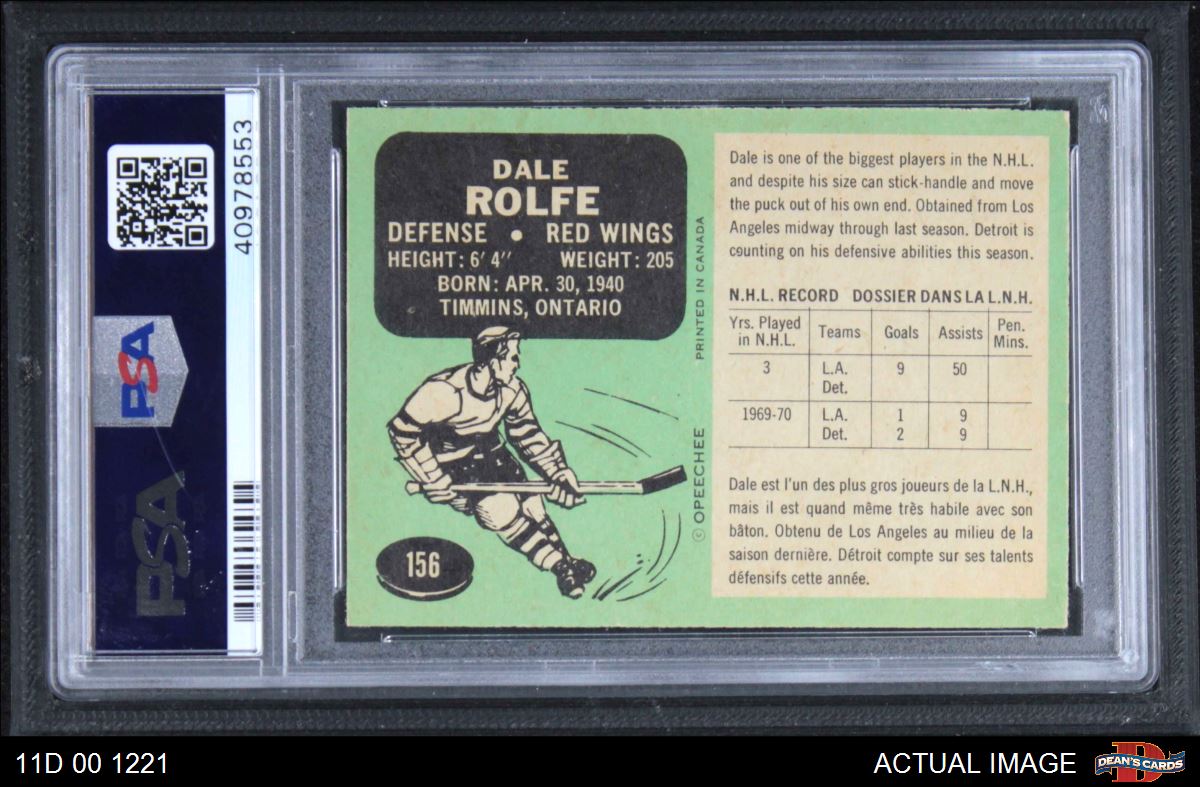 40978553
PSA
PSA
DALE
ROLFE
DEFENSE • RED WINGS
HEIGHT: 6' 4" WEIGHT: 205
BORN: APR. 30, 1940
TIMMINS, ONTARIO
156
© OPEECHEE PRINTED IN CANADA
Dale is one of the biggest players in the N.H.L.
and despite his size can stick-handle and move
the puck out of his own end. Obtained from Los
Angeles midway through last season. Detroit is
counting on his defensive abilities this season.
N.H.L. RECORD DOSSIER DANS LA L.N.H.
Yrs. Played in N.H.L. Teams Goals Assists Pen. Mins.
3 L.A. 9 50
Det.
1969-70 L.A. 1 9
Det. 2 9
Dale est l'un des plus gros joueurs de la L.N.H.,
mais il est quand même très habile avec son
bâton. Obtenu de Los Angeles au milieu de la
saison dernière. Détroit compte sur ses talents
défensifs cette année.
11D 00 1221
ACTUAL IMAGE
DEAN'S CARDS